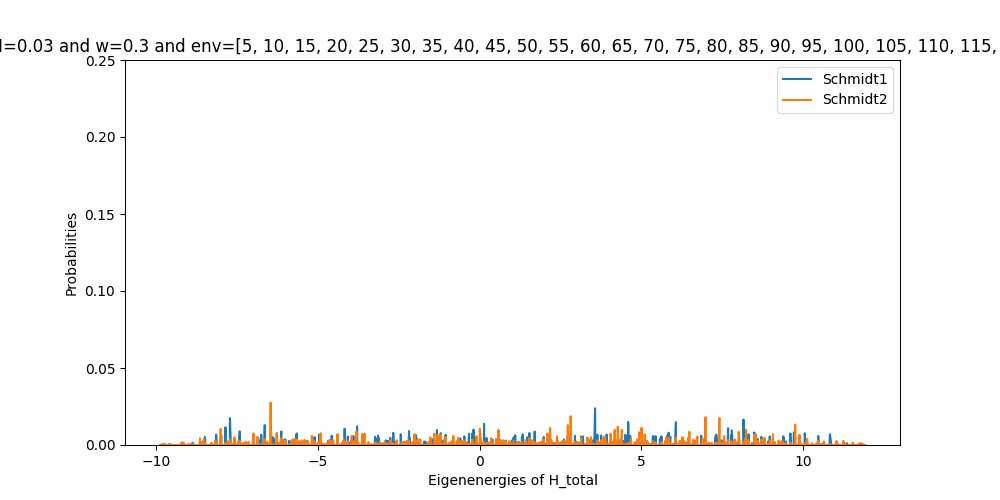 =0.03 and w=0.3 and env=[5, 10, 15, 20, 25, 30, 35, 40, 45, 50, 55, 60, 65, 70, 75, 80, 85, 90, 95, 100, 105, 110, 115,
Schmidt1
Schmidt2
0.25
0.20
0.15
0.10
0.05
0.00
Probabilities
−10
−5
0
5
10
Eigenenergies of H_total